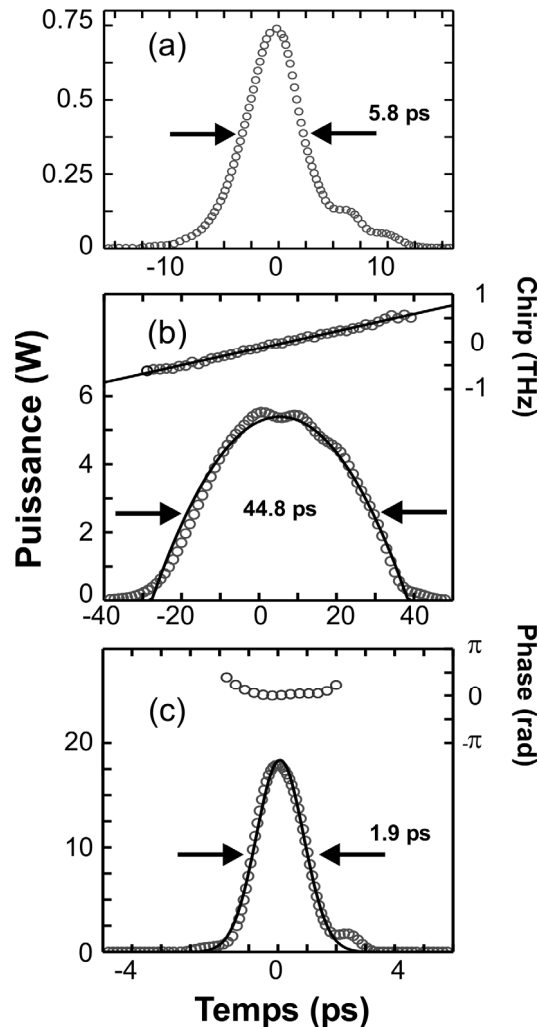 0.75
(a)
0.5
5.8 ps
0.25
0
-10
0
10
1
(b)
0
Chirp (THz)
6
-1
Puissance (W)
4
44.8 ps
2
0
-40
-20
0
20
40
π
Phase (rad)
(c)
0
20
-π
1.9 ps
10
0
-4
0
4
Temps (ps)